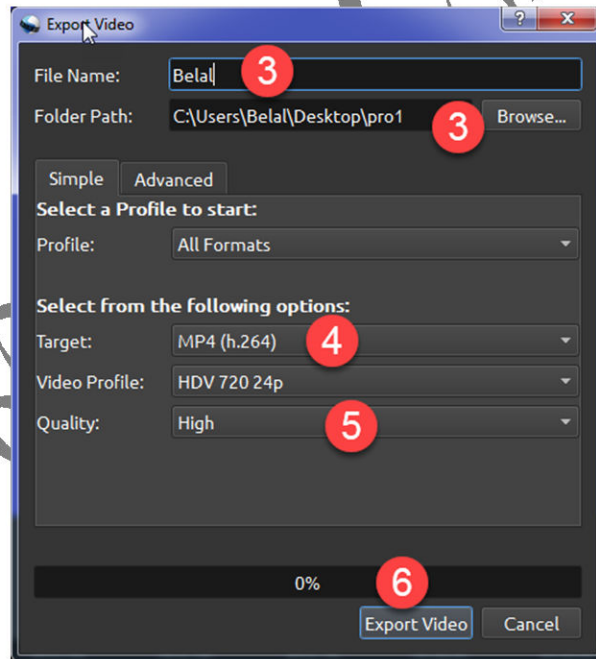 Export Video
File Name: Belal 3
Folder Path: C:\Users\Belal\Desktop\pro1 3 Browse...
Simple Advanced
Select a Profile to start:
Profile: All Formats
Select from the following options:
Target: MP4 (h.264) 4
Video Profile: HDV 720 24p
Quality: High 5
0% 6
Export Video Cancel